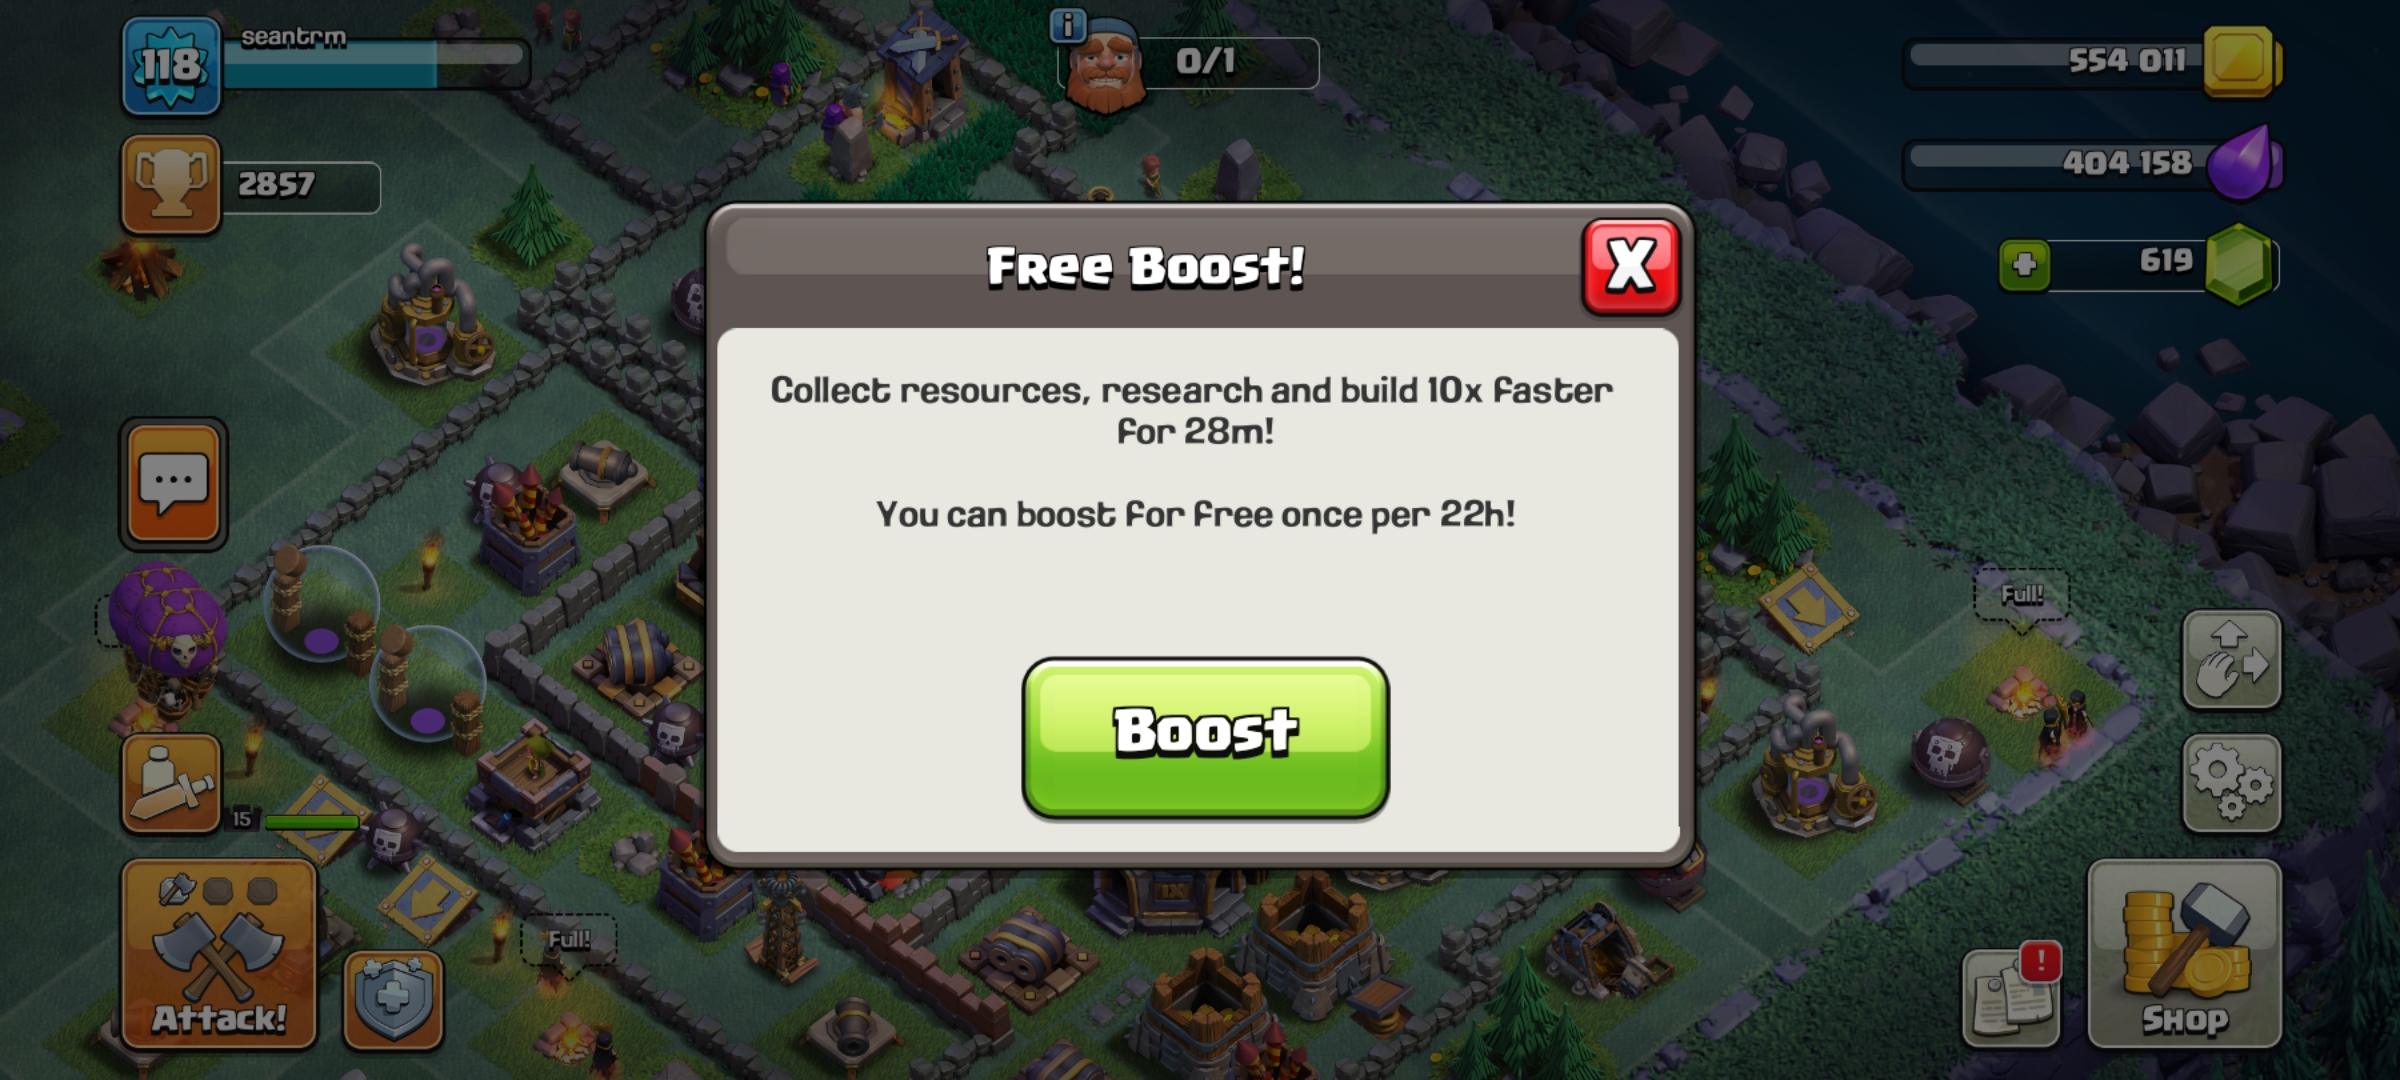 118
seantrm
0/1
554 011
2857
404 158
619
Free Boost!
X
Collect resources, research and build 10x faster
for 28m!
You can boost for free once per 22h!
Full!
Boost
15
IX
Full!
Attack!
Shop